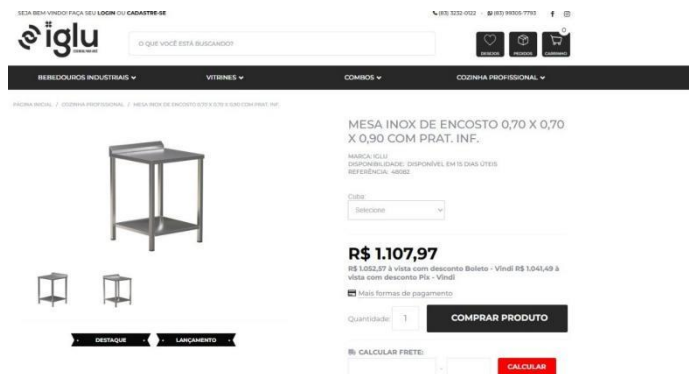 SEJA BEM VINDO! FAÇA SEU LOGIN OU CADASTRE-SE
(83) 3232-0122 - (83) 99305-7793
iglu
O QUE VOCÊ ESTÁ BUSCANDO?
DESEJOS
PEDIDOS
0
CARRINHO
BEBEDOUROS INDUSTRIAIS
VITRINES
COMBOS
COZINHA PROFISSIONAL
PÁGINA INICIAL / COZINHA PROFISSIONAL / MESA INOX DE ENCOSTO 0,70 X 0,70 X 0,90 COM PRAT. INF.
MESA INOX DE ENCOSTO 0,70 X 0,70
X 0,90 COM PRAT. INF.
MARCA: IGLU
DISPONIBILIDADE: DISPONÍVEL EM 15 DIAS ÚTEIS
REFERÊNCIA: 48082
Cuba:
Selecione
R$ 1.107,97
R$ 1.052,57 à vista com desconto Boleto - Vindi R$ 1.041,49 à
vista com desconto Pix - Vindi
Mais formas de pagamento
Quantidade: 1
COMPRAR PRODUTO
DESTAQUE
LANÇAMENTO
CALCULAR FRETE:
-
CALCULAR